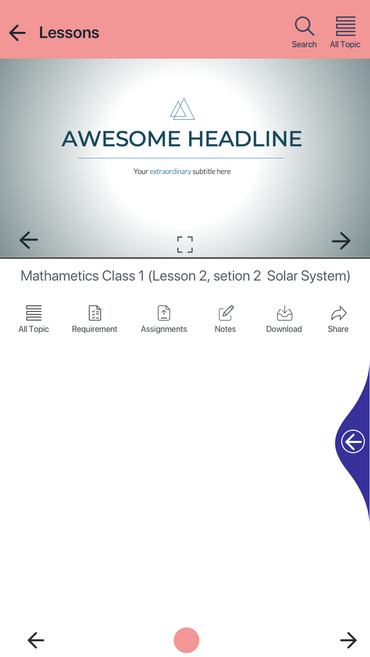 Lessons
Search
All Topic
AWESOME HEADLINE
Your extraordinary subtitle here
Mathametics Class 1 (Lesson 2, setion 2 Solar System)
All Topic
Requirement
Assignments
Notes
Download
Share